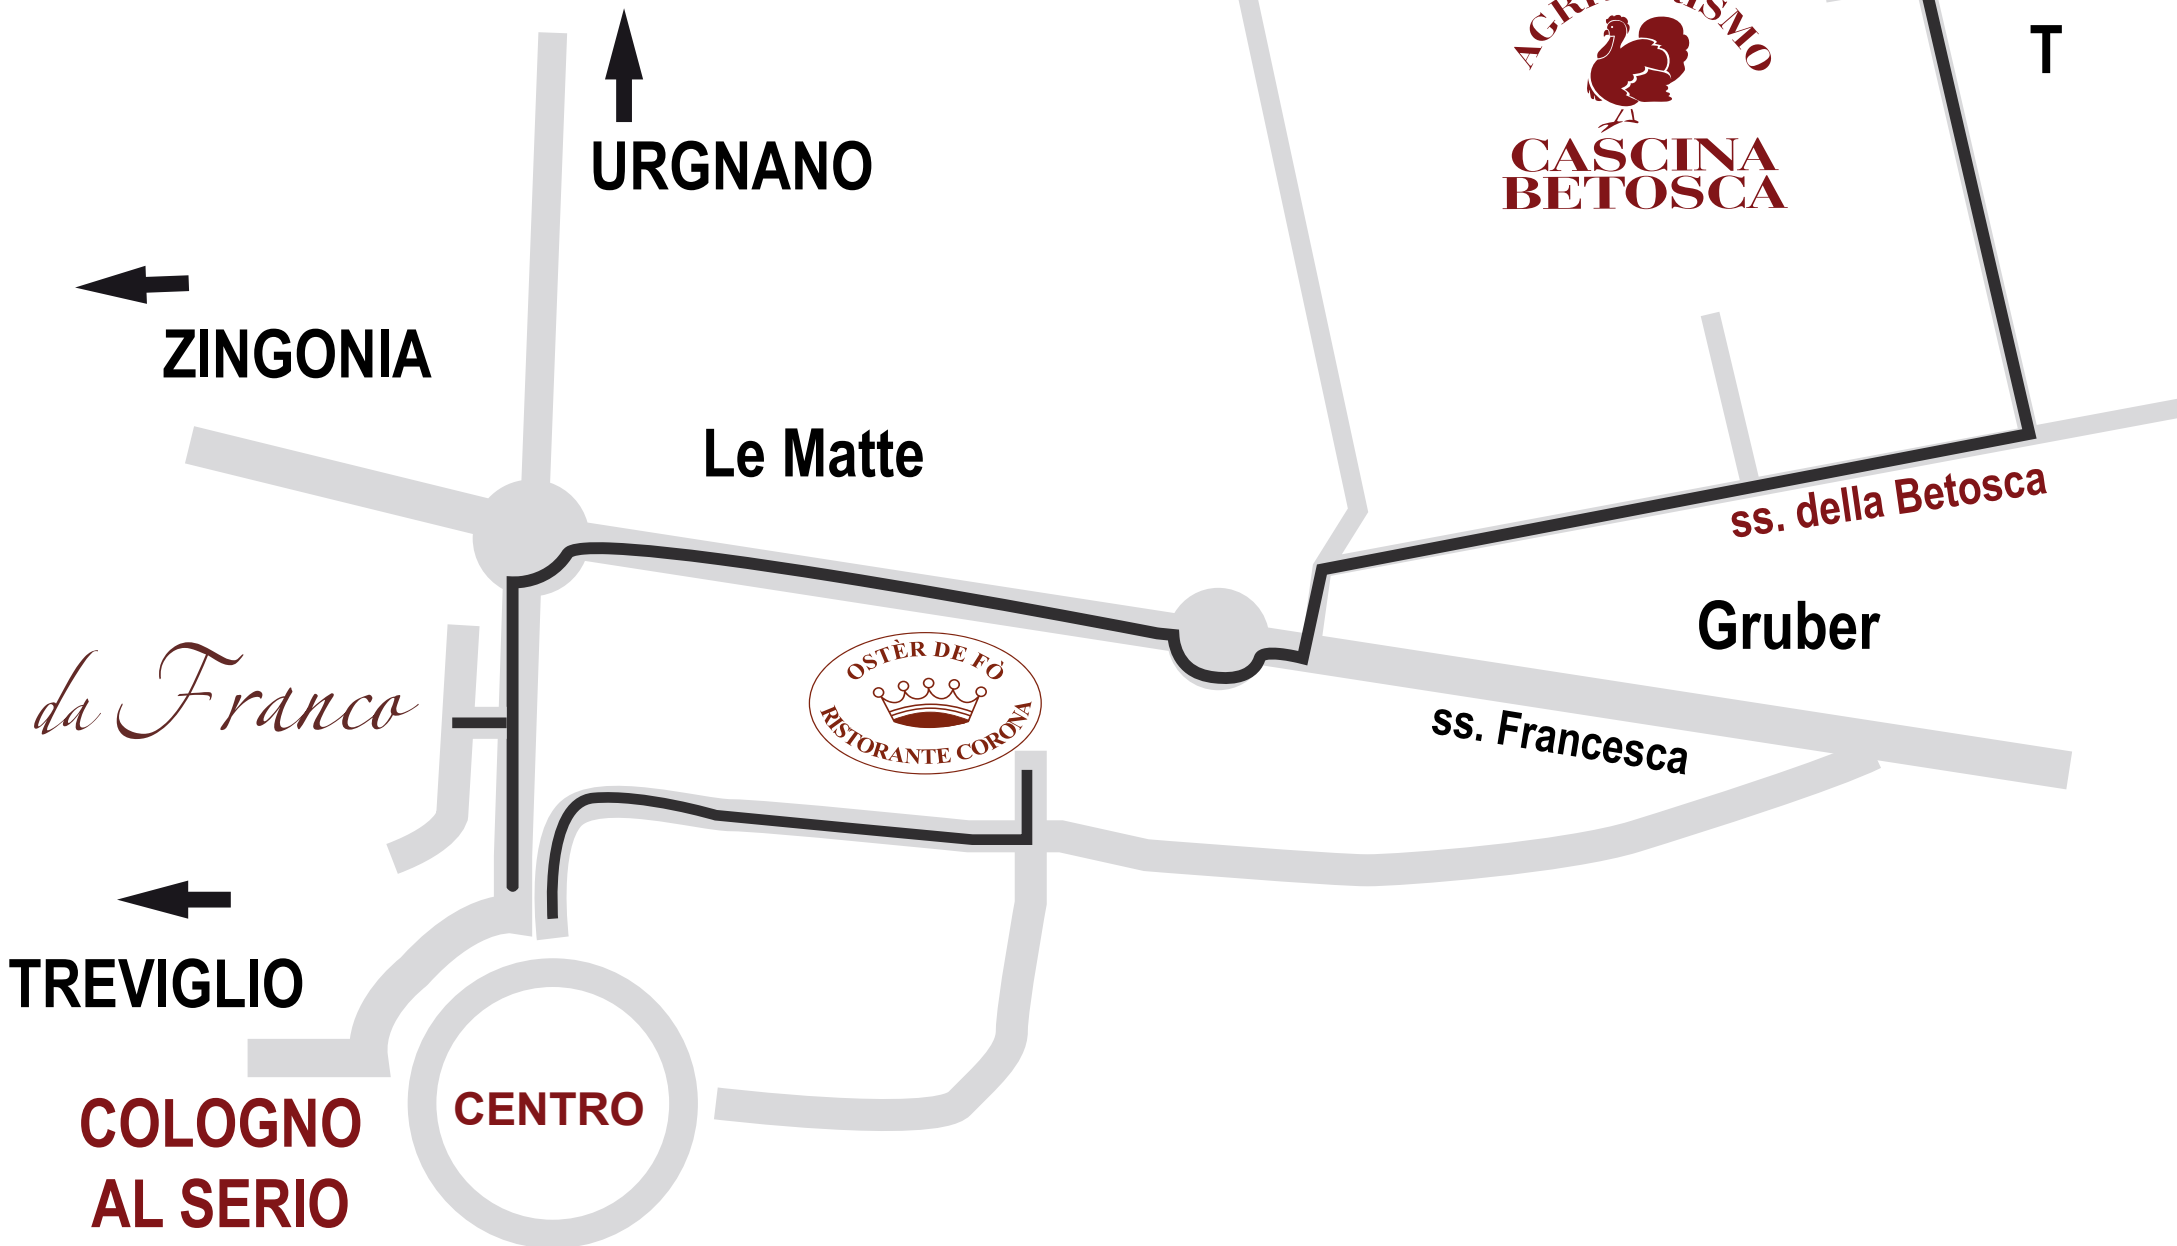 T
URGNANO
CASCINA
BETOSCA
ZINGONIA
Le Matte
ss. della Betosca
Gruber
da Franco
OSTÈR DE FÒ
RISTORANTE CORONA
ss. Francesca
TREVIGLIO
COLOGNO
AL SERIO
CENTRO